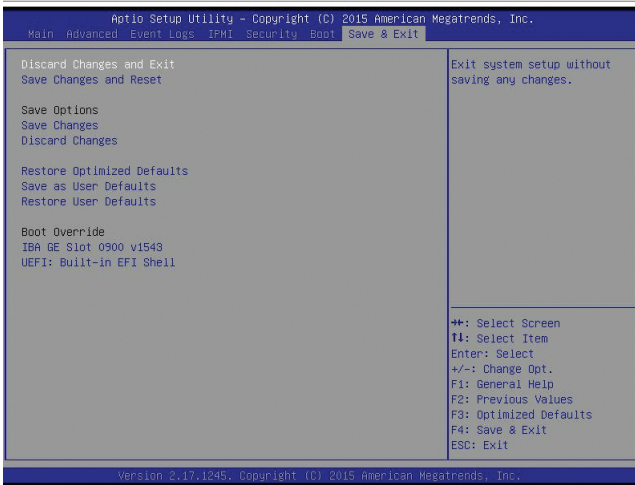 Aptio Setup Utility – Copyright (C) 2015 American Megatrends, Inc.
Main Advanced Event Logs IPMI Security Boot Save & Exit
Discard Changes and Exit
Save Changes and Reset
Save Options
Save Changes
Discard Changes
Restore Optimized Defaults
Save as User Defaults
Restore User Defaults
Boot Override
IBA GE Slot 0900 v1543
UEFI: Built-in EFI Shell
Exit system setup without
saving any changes.
→←: Select Screen
↑↓: Select Item
Enter: Select
+/-: Change Opt.
F1: General Help
F2: Previous Values
F3: Optimized Defaults
F4: Save & Exit
ESC: Exit
Version 2.17.1245. Copyright (C) 2015 American Megatrends, Inc.